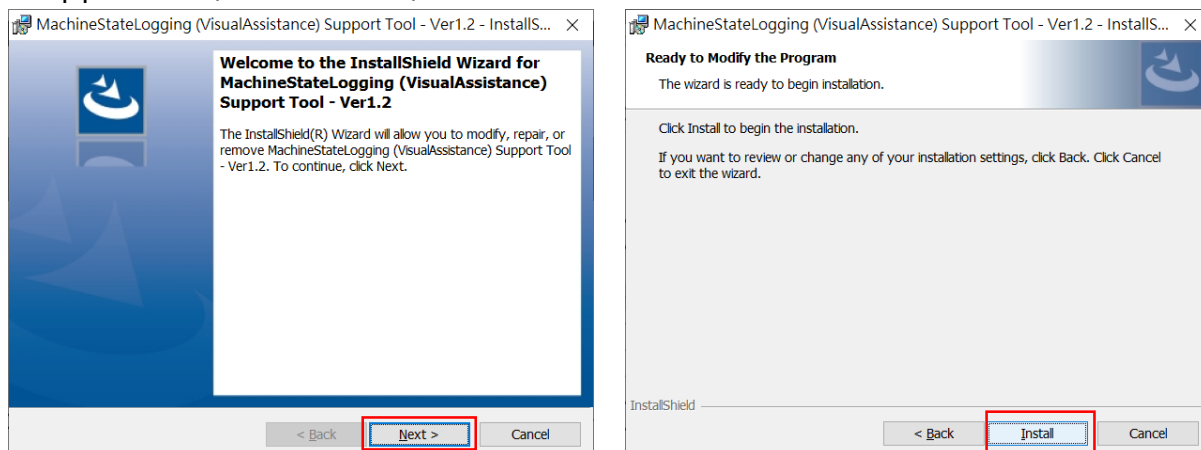 MachineStateLogging (VisualAssistance) Support Tool - Ver1.2 - InstallS...
Welcome to the InstallShield Wizard for
MachineStateLogging (VisualAssistance)
Support Tool - Ver1.2
The InstallShield(R) Wizard will allow you to modify, repair, or
remove MachineStateLogging (VisualAssistance) Support Tool
- Ver1.2. To continue, click Next.
< Back
Next >
Cancel
MachineStateLogging (VisualAssistance) Support Tool - Ver1.2 - InstallS...
Ready to Modify the Program
The wizard is ready to begin installation.
Click Install to begin the installation.
If you want to review or change any of your installation settings, click Back. Click Cancel
to exit the wizard.
InstallShield
< Back
Install
Cancel